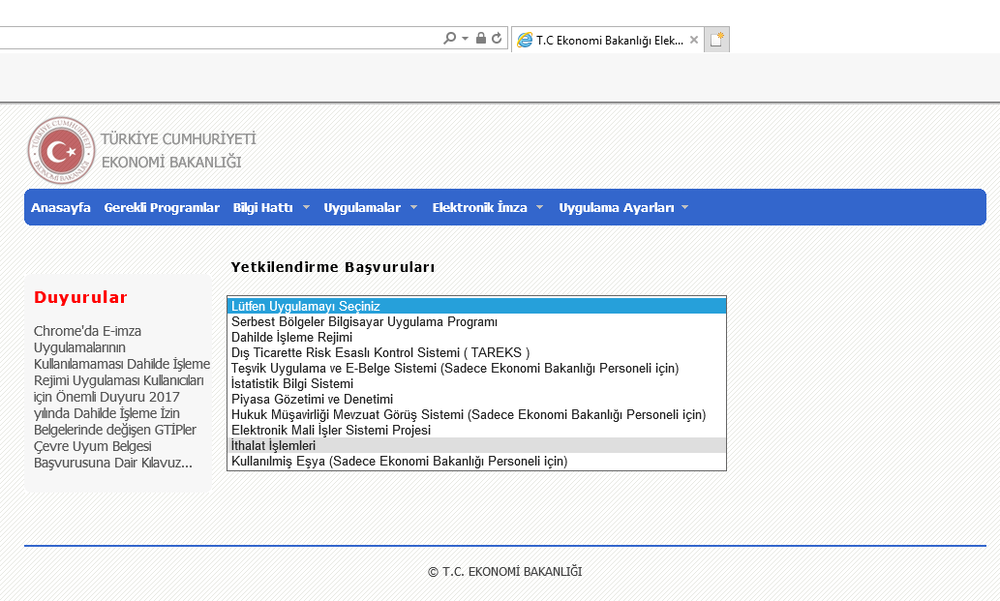 T.C Ekonomi Bakanlığı Elek...
TÜRKİYE CUMHURİYETİ
EKONOMİ BAKANLIĞI
Anasayfa Gerekli Programlar Bilgi Hattı Uygulamalar Elektronik İmza Uygulama Ayarları
Yetkilendirme Başvuruları
Duyurular
Chrome'da E-imza
Uygulamalarının
Kullanılamaması Dahilde İşleme
Rejimi Uygulaması Kullanıcıları
için Önemli Duyuru 2017
yılında Dahilde İşleme İzin
Belgelerinde değişen GTİPler
Çevre Uyum Belgesi
Başvurusuna Dair Kılavuz...
Lütfen Uygulamayı Seçiniz
Serbest Bölgeler Bilgisayar Uygulama Programı
Dahilde İşleme Rejimi
Dış Ticarette Risk Esaslı Kontrol Sistemi ( TAREKS )
Teşvik Uygulama ve E-Belge Sistemi (Sadece Ekonomi Bakanlığı Personeli için)
İstatistik Bilgi Sistemi
Piyasa Gözetimi ve Denetimi
Hukuk Müşavirliği Mevzuat Görüş Sistemi (Sadece Ekonomi Bakanlığı Personeli için)
Elektronik Mali İşler Sistemi Projesi
İthalat İşlemleri
Kullanılmiş Eşya (Sadece Ekonomi Bakanlığı Personeli için)
© T.C. EKONOMİ BAKANLIĞI